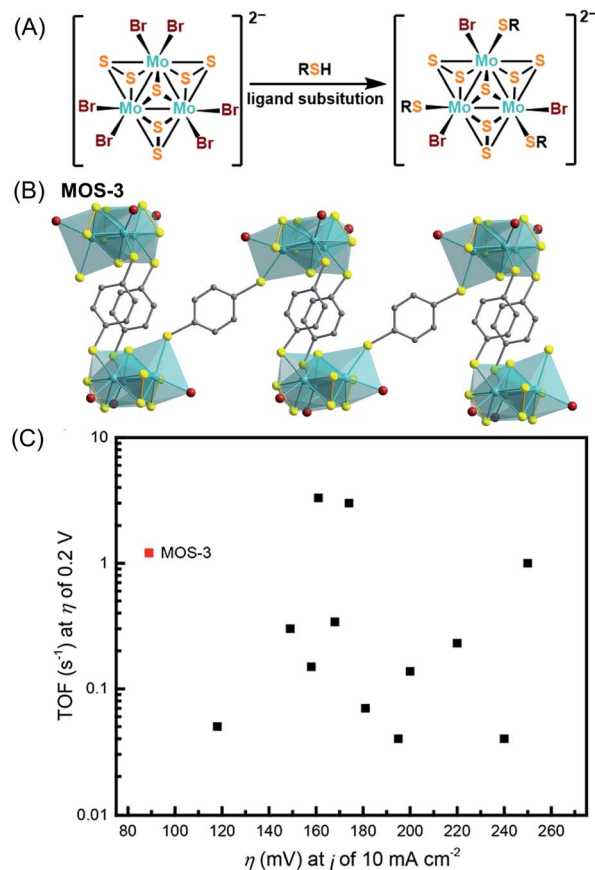 (A)
Br Br 2–
S Mo S
S S
S
Br Mo Mo Br
Br S Br
S
RSH
ligand subsitution
Br SR 2–
S Mo S
S S
S
RS Mo Mo Br
Br S SR
S
(B) MOS-3
(C)
TOF (s⁻¹) at η of 0.2 V
10
1
0.1
0.01
MOS-3
80 100 120 140 160 180 200 220 240 260
η (mV) at j of 10 mA cm⁻²